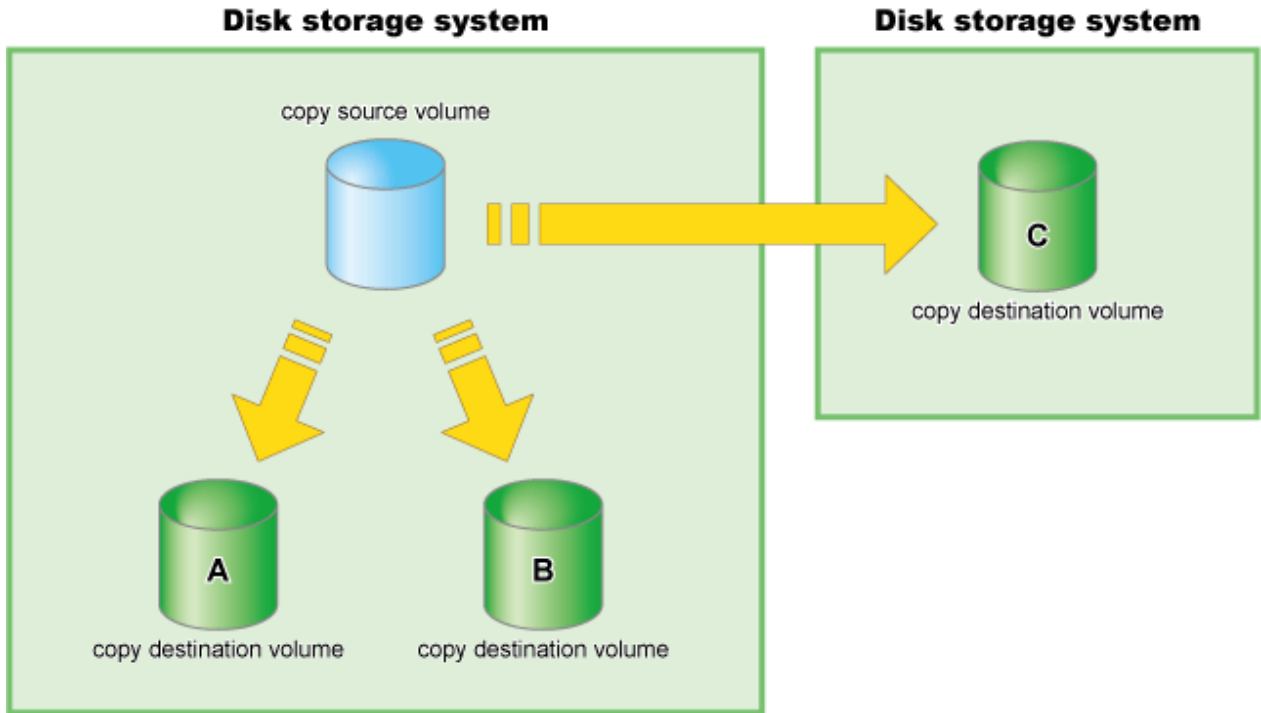 Disk storage system
Disk storage system
copy source volume
C
copy destination volume
A
B
copy destination volume
copy destination volume